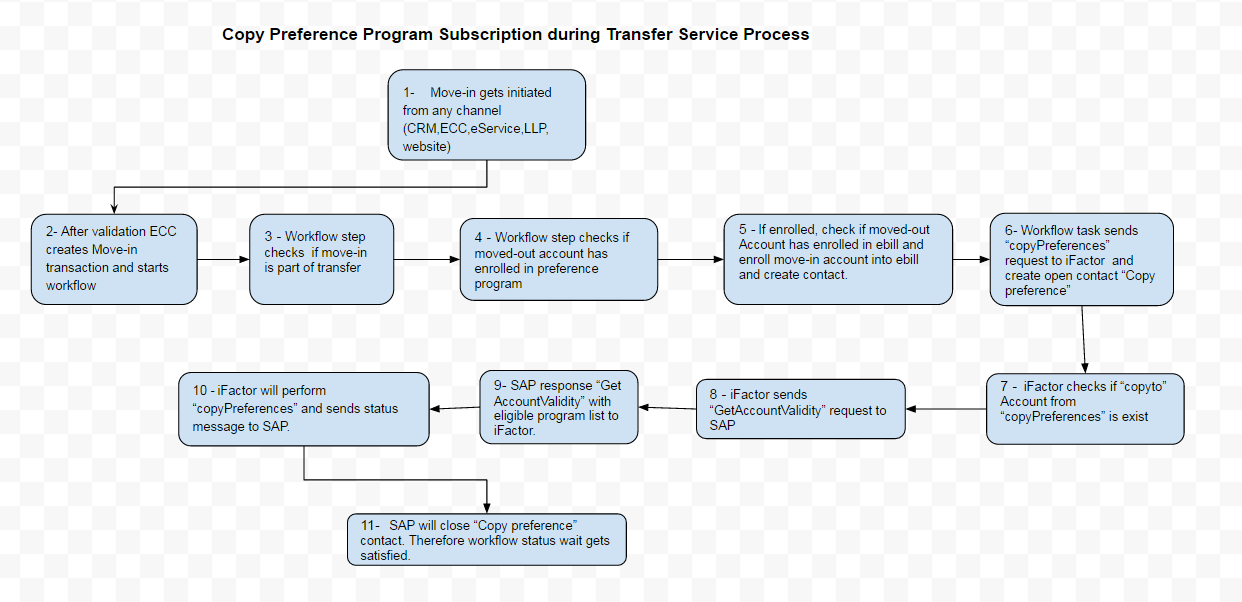 Copy Preference Program Subscription during Transfer Service Process
1- Move-in gets initiated
from any channel
(CRM,ECC,eService,LLP,
website)
2- After validation ECC
creates Move-in
transaction and starts
workflow
3 - Workflow step
checks if move-in
is part of transfer
4 - Workflow step checks if
moved-out account has
enrolled in preference
program
5 - If enrolled, check if moved-out
Account has enrolled in ebill and
enroll move-in account into ebill
and create contact.
6- Workflow task sends
“copyPreferences”
request to iFactor and
create open contact “Copy
preference”
7 - iFactor checks if “copyto”
Account from
“copyPreferences” is exist
8 - iFactor sends
“GetAccountValidity” request to
SAP
9- SAP response “Get
AccountValidity” with
eligible program list to
iFactor.
10 - iFactor will perform
“copyPreferences” and sends status
message to SAP.
11- SAP will close “Copy preference”
contact. Therefore workflow status wait gets
satisfied.